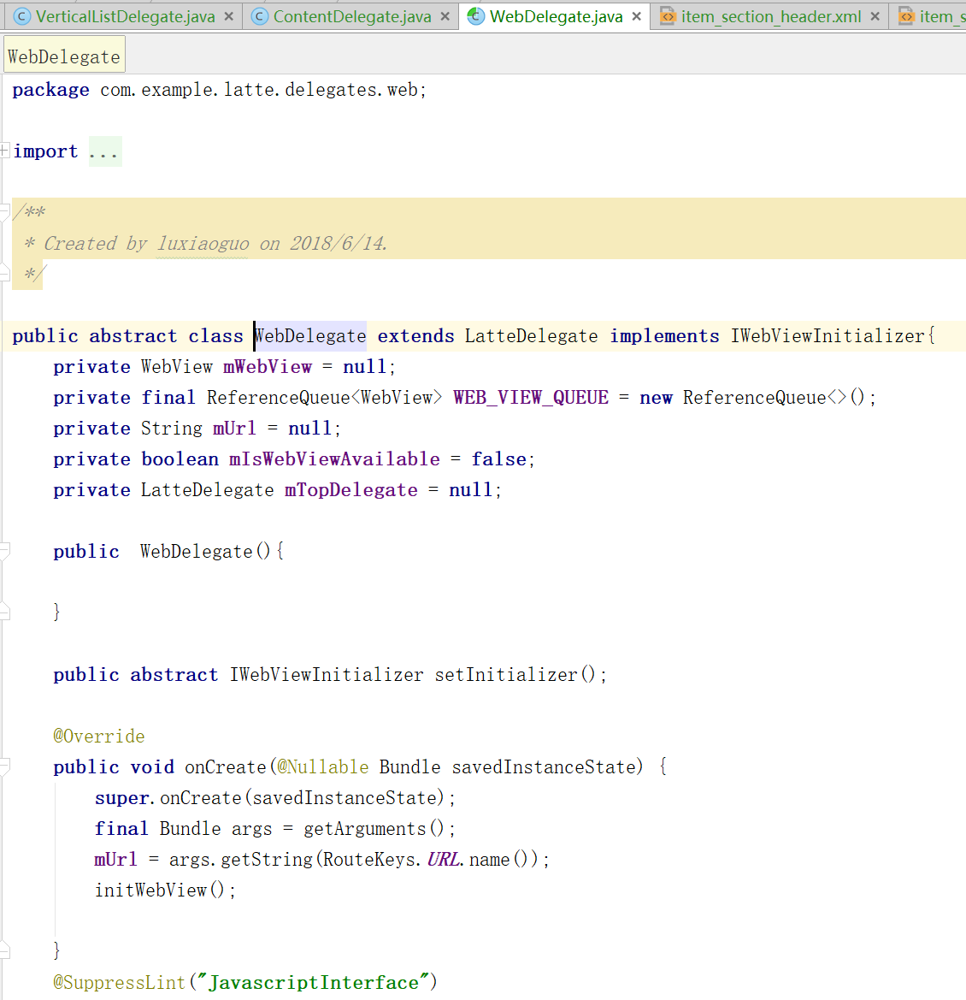 VerticalListDelegate.java × ContentDelegate.java × WebDelegate.java × item_section_header.xml × item_s
WebDelegate
package com.example.latte.delegates.web;
import ...
/**
* Created by luxiaoguo on 2018/6/14.
*/
public abstract class WebDelegate extends LatteDelegate implements IWebViewInitializer{
private WebView mWebView = null;
private final ReferenceQueue<WebView> WEB_VIEW_QUEUE = new ReferenceQueue<>();
private String mUrl = null;
private boolean mIsWebViewAvailable = false;
private LatteDelegate mTopDelegate = null;
public  WebDelegate(){
}
public abstract IWebViewInitializer setInitializer();
@Override
public void onCreate(@Nullable Bundle savedInstanceState) {
super.onCreate(savedInstanceState);
final Bundle args = getArguments();
mUrl = args.getString(RouteKeys.URL.name());
initWebView();
}
@SuppressLint("JavascriptInterface")